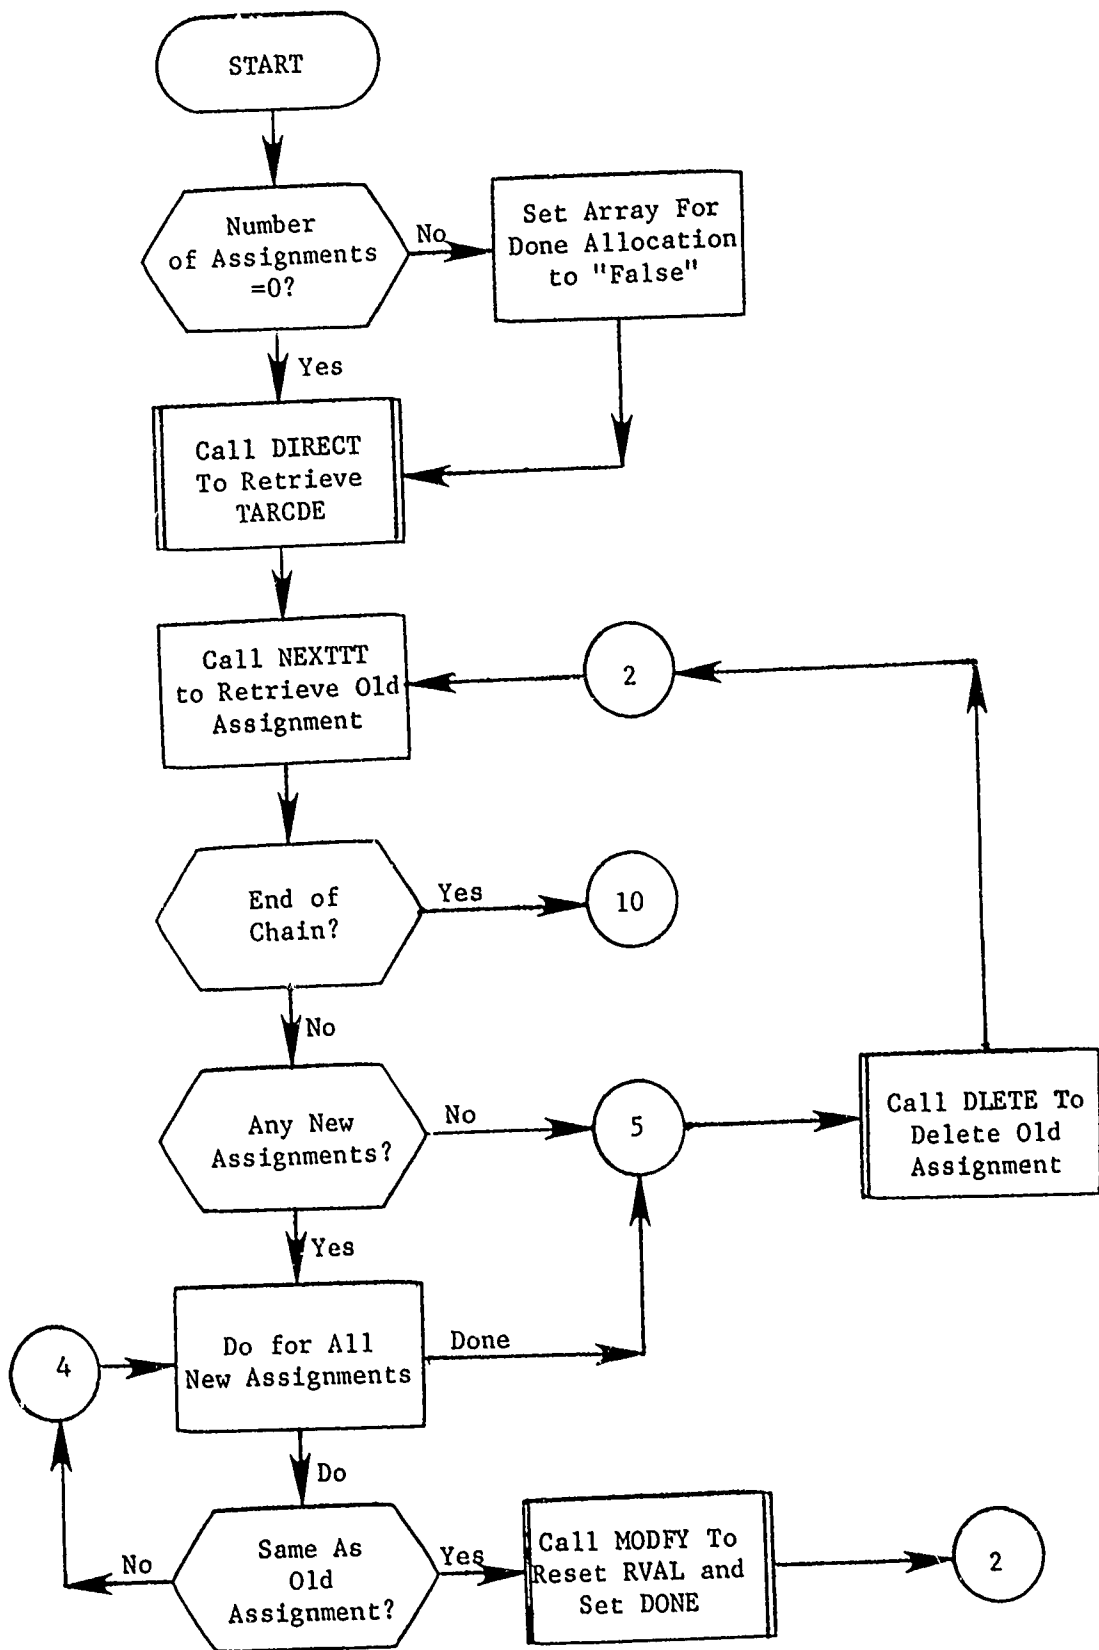 START
Number
of Assignments
=0?
No
Set Array For
Done Allocation
to "False"
Yes
Call DIRECT
To Retrieve
TARCDE
Call NEXTTT
to Retrieve Old
Assignment
2
End of
Chain?
Yes
10
No
Any New
Assignments?
No
5
Call DLETE To
Delete Old
Assignment
Yes
4
Do for All
New Assignments
Done
Do
No
Same As
Old
Assignment?
Yes
Call MODFY To
Reset RVAL and
Set DONE
2